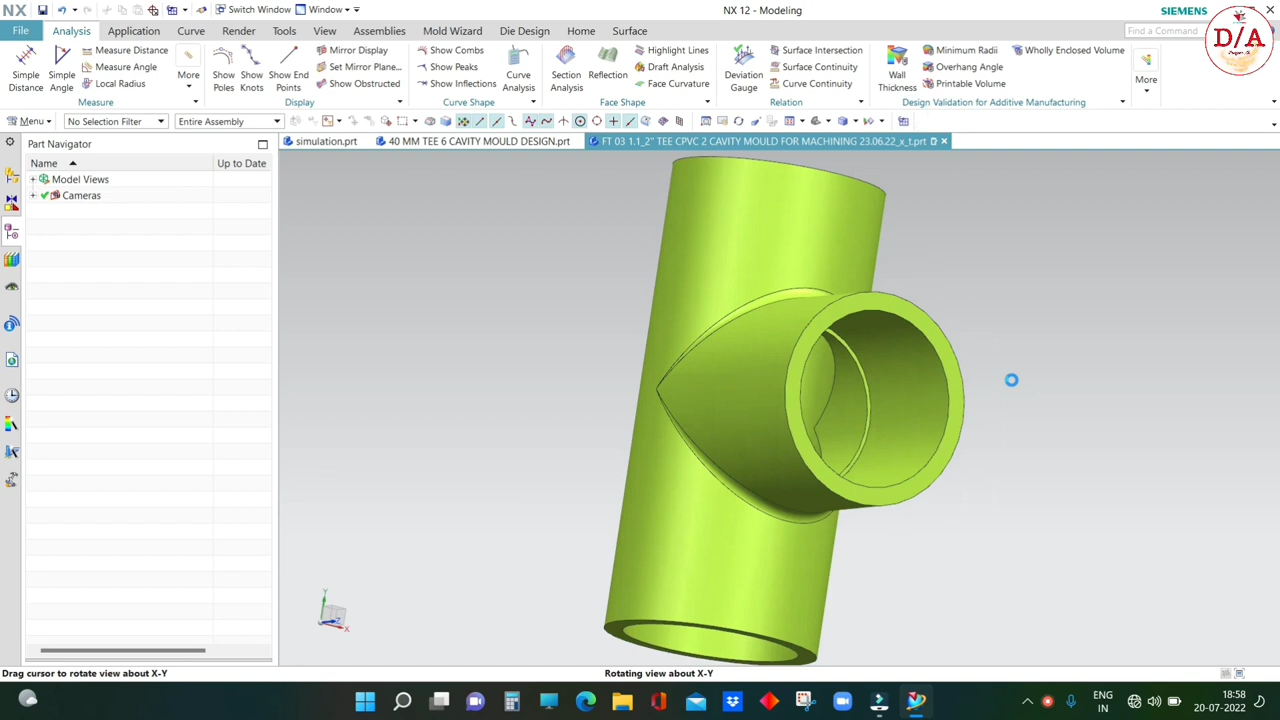 NX Switch Window Window NX 12 - Modeling SIEMENS
File Analysis Application Curve Render Tools View Assemblies Mold Wizard Die Design Home Surface Find a Command
D/A
Simple Distance Simple Angle Measure Distance Measure Angle Local Radius More Measure
Show Poles Show Knots Show End Points Mirror Display Set Mirror Plane... Show Obstructed Display
Show Combs Show Peaks Show Inflections Curve Analysis Curve Shape
Section Analysis Reflection Highlight Lines Draft Analysis Face Curvature Face Shape
Deviation Gauge Surface Intersection Surface Continuity Curve Continuity Relation
Wall Thickness Minimum Radii Overhang Angle Printable Volume Wholly Enclosed Volume Design Validation for Additive Manufacturing
More
Menu No Selection Filter Entire Assembly
simulation.prt 40 MM TEE 6 CAVITY MOULD DESIGN.prt FT 03 1.1_2" TEE CPVC 2 CAVITY MOULD FOR MACHINING 23.06.22_x_t.prt
Part Navigator
Name Up to Date
Model Views
Cameras
Y
Z
X
Drag cursor to rotate view about X-Y Rotating view about X-Y
ENG
IN
18:58
20-07-2022